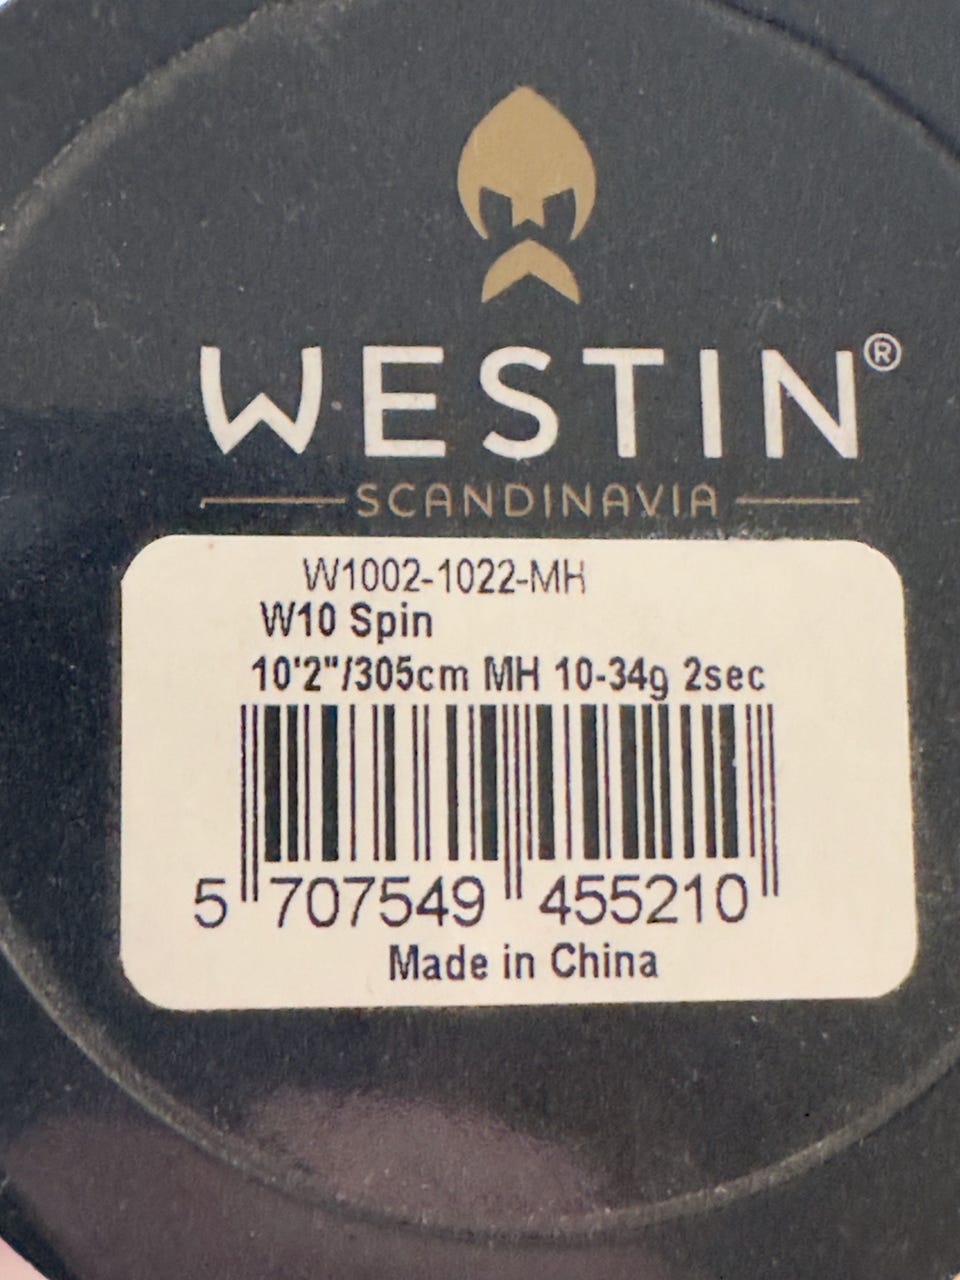 WESTIN®
SCANDINAVIA
W1002-1022-MH
W10 Spin
10'2"/305cm MH 10-34g 2sec
5 707549 455210
Made in China